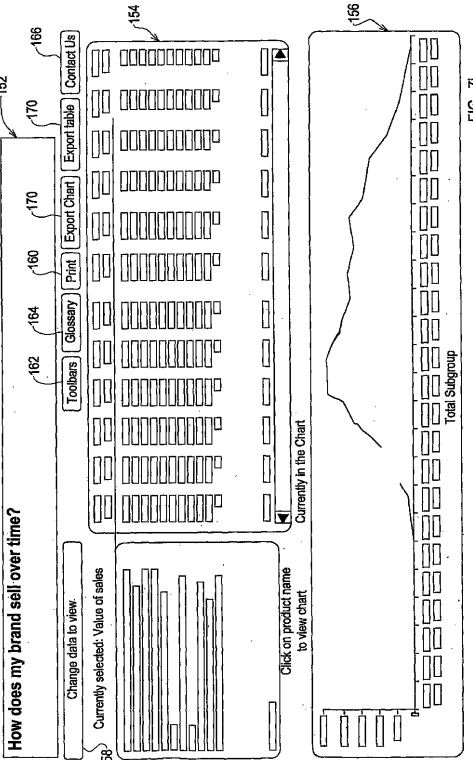 152
How does my brand sell over time?
162
164
160
170
170
166
Change data to view
Toolbars
Glossary
Print
Export Chart
Export table
Contact Us
58
Currently selected: Value of sales
154
Click on product name
to view chart
Currently in the Chart
156
Total Subgroup